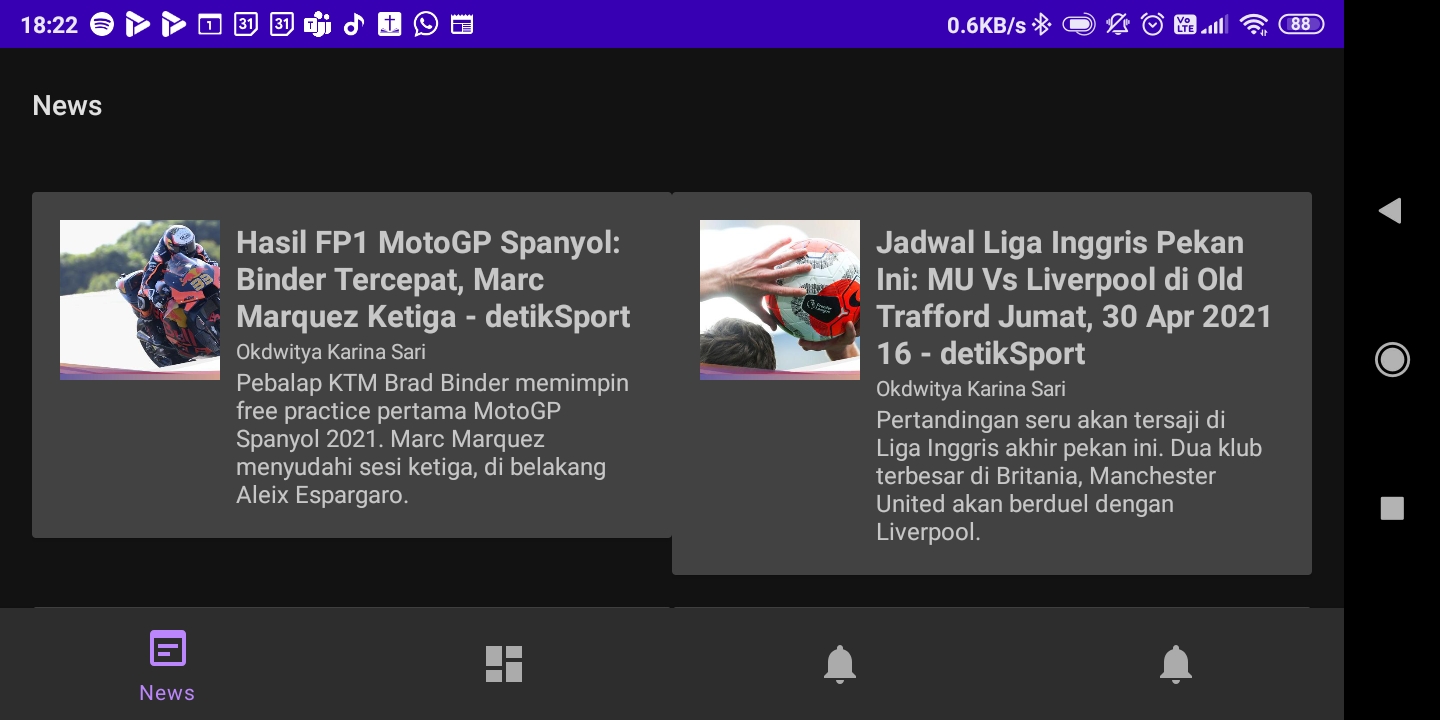 18:22
1
31
31
0.6KB/s
Vo
LTE
88
News
Hasil FP1 MotoGP Spanyol:
Binder Tercepat, Marc
Marquez Ketiga - detikSport
Okdwitya Karina Sari
Pebalap KTM Brad Binder memimpin
free practice pertama MotoGP
Spanyol 2021. Marc Marquez
menyudahi sesi ketiga, di belakang
Aleix Espargaro.
Jadwal Liga Inggris Pekan
Ini: MU Vs Liverpool di Old
Trafford Jumat, 30 Apr 2021
16 - detikSport
Okdwitya Karina Sari
Pertandingan seru akan tersaji di
Liga Inggris akhir pekan ini. Dua klub
terbesar di Britania, Manchester
United akan berduel dengan
Liverpool.
News